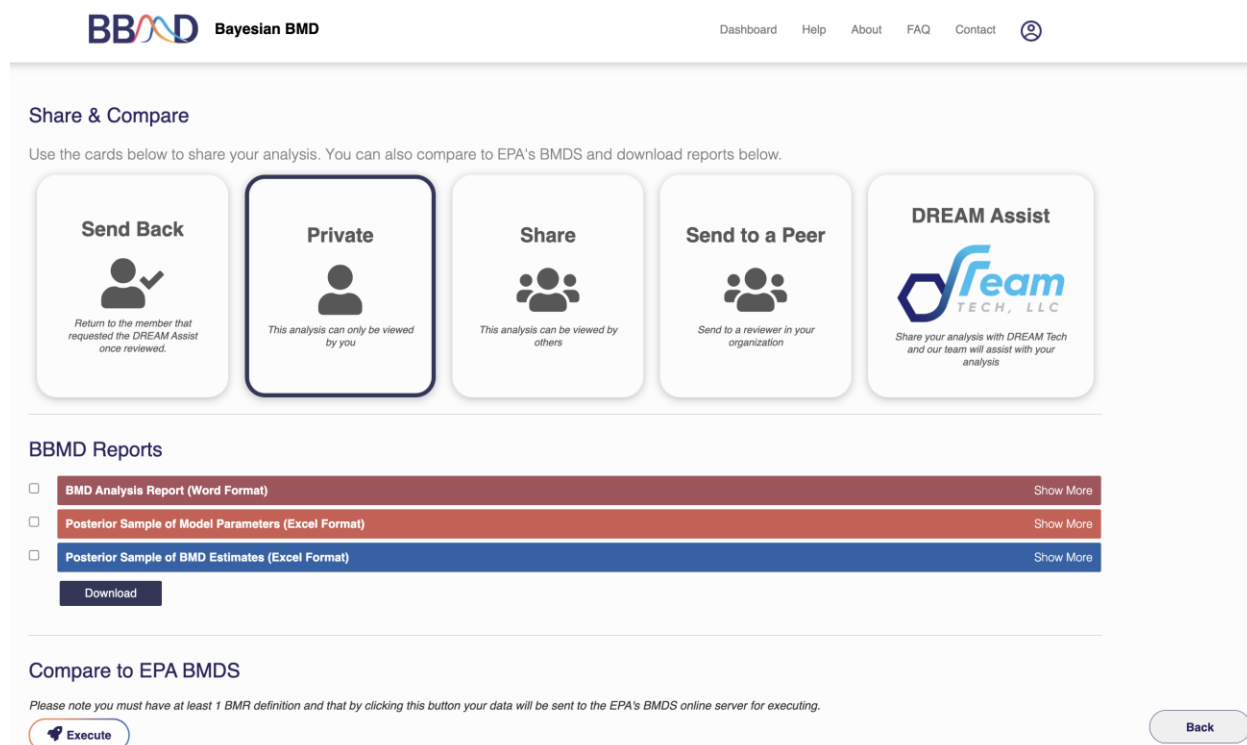 BBMD Bayesian BMD
Dashboard Help About FAQ Contact
Share & Compare
Use the cards below to share your analysis. You can also compare to EPA's BMDS and download reports below.
Send Back
Return to the member that
requested the DREAM Assist
once reviewed.
Private
This analysis can only be viewed
by you
Share
This analysis can be viewed by
others
Send to a Peer
Send to a reviewer in your
organization
DREAM Assist
dream
TECH, LLC
Share your analysis with DREAM Tech
and our team will assist with your
analysis
BBMD Reports
BMD Analysis Report (Word Format) Show More
Posterior Sample of Model Parameters (Excel Format) Show More
Posterior Sample of BMD Estimates (Excel Format) Show More
Download
Compare to EPA BMDS
Please note you must have at least 1 BMR definition and that by clicking this button your data will be sent to the EPA's BMDS online server for executing.
Execute
Back